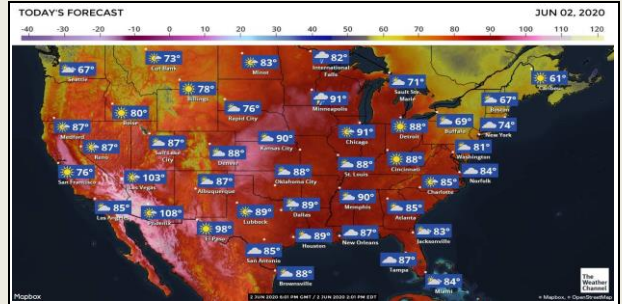 TODAY'S FORECAST
JUN 02, 2020
-40 -30 -20 -10 0 10 20 30 40 50 60 70 80 90 100 110 120
67° Seattle
73° Cut Bank
83° Minot
82° International Falls
71° Sault Ste Marie
61° Caribou
78° Billings
91° Minneapolis
67° Boston
80° Boise
76° Rapid City
69° Buffalo
74° New York
87° Medford
87° Reno
87° Salt Lake City
90° Kansas City
91° Chicago
88° Detroit
81° Washington
76° San Francisco
103° Las Vegas
88° Denver
88° Oklahoma City
88° St. Louis
88° Cincinnati
84° Norfolk
87° Albuquerque
85° Charlotte
85° Los Angeles
108° Phoenix
89° Lubbock
89° Dallas
90° Memphis
85° Atlanta
98° El Paso
89° Houston
87° New Orleans
83° Jacksonville
85° San Antonio
87° Tampa
88° Brownsville
84° Miami
The
Weather
Channel
Mapbox
2 JUN 2020 6:01 PM GMT / 2 JUN 2020 2:01 PM EDT
• Mapbox, • OpenStreetMap